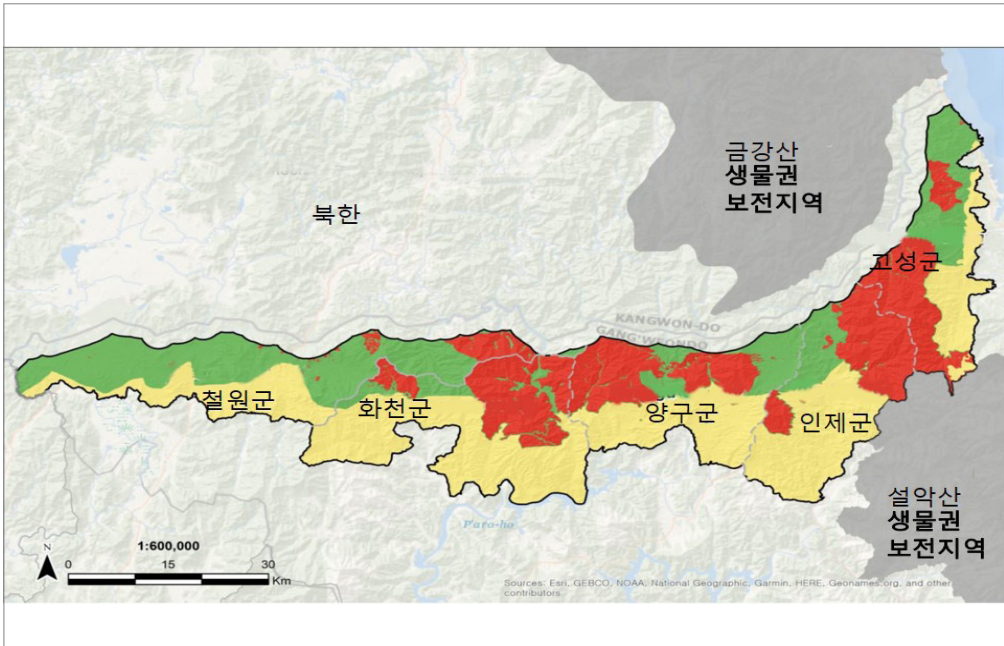 금강산
생물권
보전지역
북한
고성군
KANGWON-DO
GANG'WEONDO
철원군
화천군
양구군
인제군
설악산
생물권
보전지역
P'aro-ho
1:600,000
N
0 15 30
Km
Sources: Esri, GEBCO, NOAA, National Geographic, Garmin, HERE, Geonames.org, and other
contributors